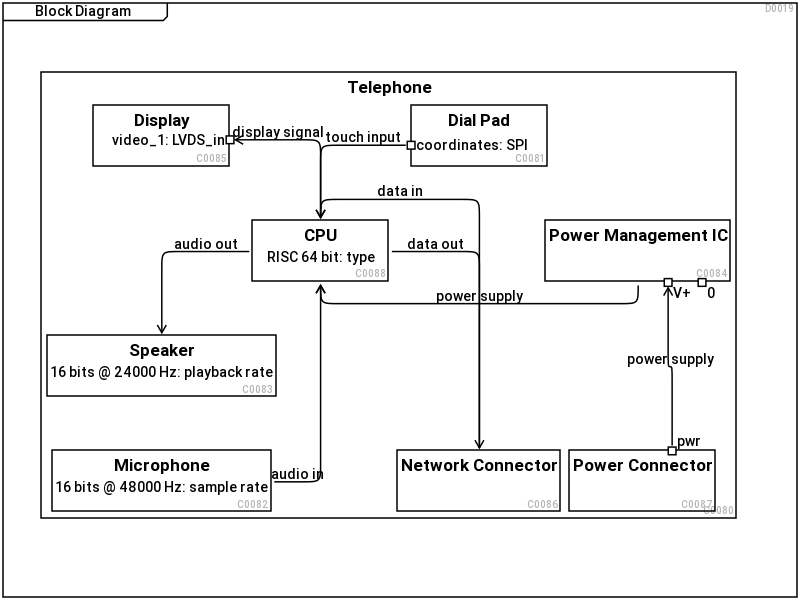 Block Diagram
D0019
Telephone
Display
video_1: LVDS_in
C0085
display signal
touch input
Dial Pad
coordinates: SPI
C0081
data in
audio out
CPU
RISC 64 bit: type
C0088
data out
Power Management IC
C0084
V+
0
power supply
Speaker
16 bits @ 24000 Hz: playback rate
C0083
power supply
pwr
Microphone
16 bits @ 48000 Hz: sample rate
C0082
audio in
Network Connector
C0086
Power Connector
C0087
C0080